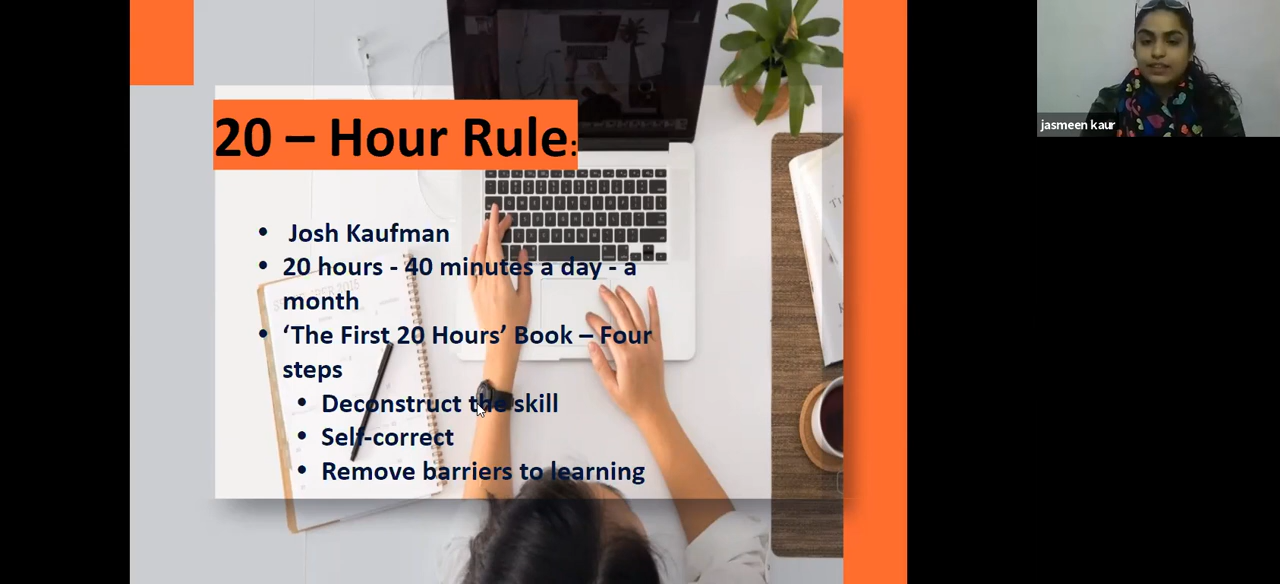 20 – Hour Rule:
• Josh Kaufman
• 20 hours - 40 minutes a day - a
month
• ‘The First 20 Hours’ Book – Four
steps
• Deconstruct the skill
• Self-correct
• Remove barriers to learning
jasmeen kaur